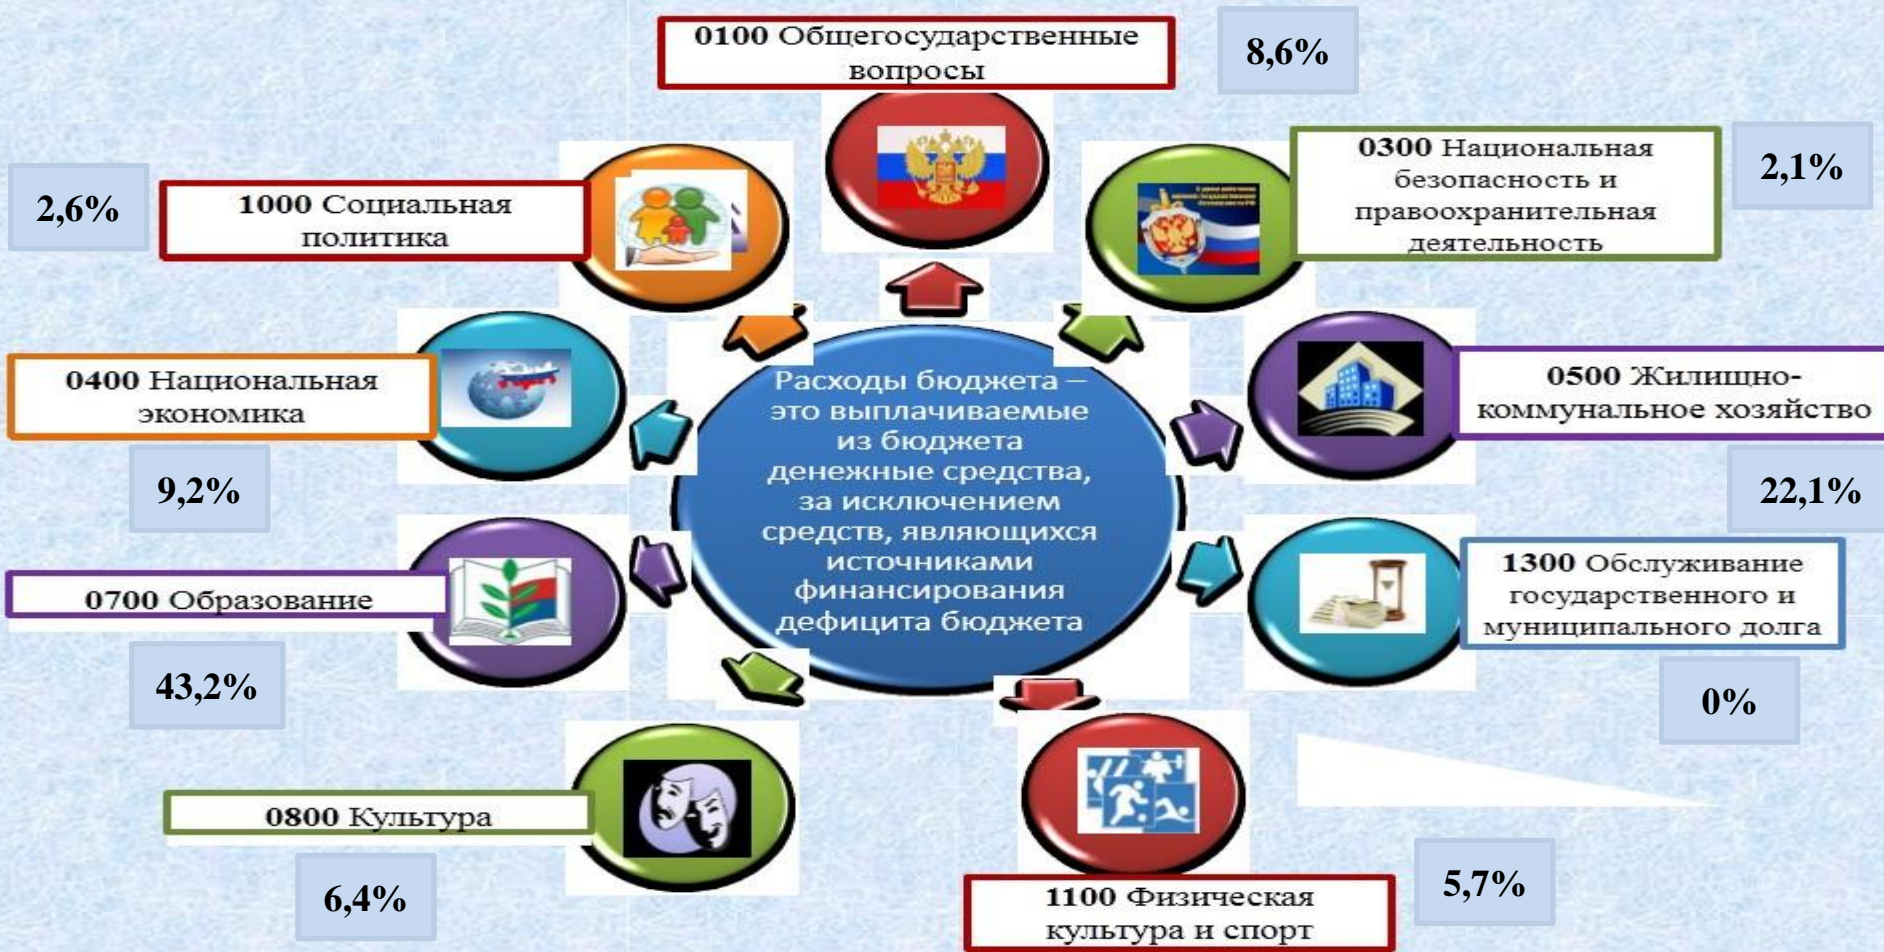 0100 Общегосударственные
вопросы
8,6%
2,6%
1000 Социальная
политика
0300 Национальная
безопасность и
правоохранительная
деятельность
2,1%
0400 Национальная
экономика
9,2%
Расходы бюджета –
это выплачиваемые
из бюджета
денежные средства,
за исключением
средств, являющихся
источниками
финансирования
дефицита бюджета
0500 Жилищно-
коммунальное хозяйство
22,1%
0700 Образование
43,2%
1300 Обслуживание
государственного и
муниципального долга
0%
0800 Культура
6,4%
1100 Физическая
культура и спорт
5,7%